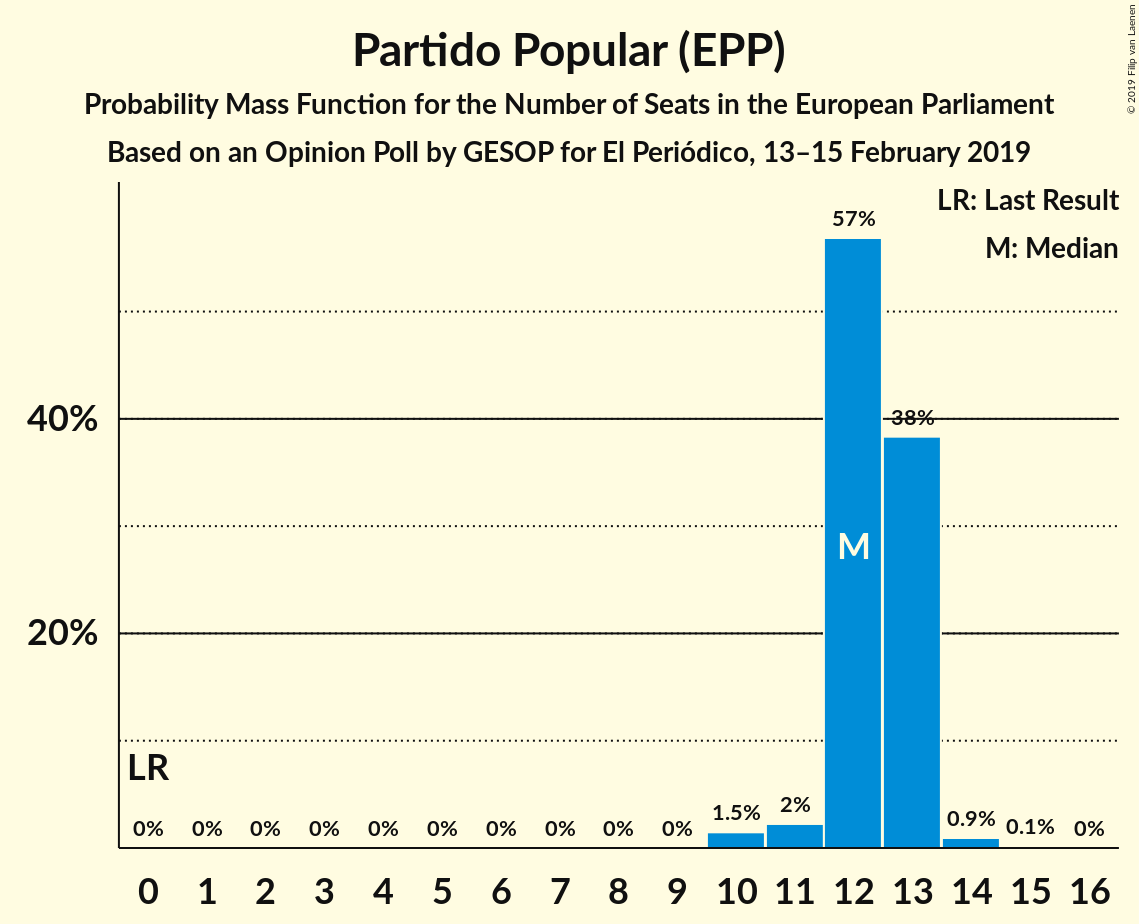 Partido Popular (EPP)
Probability Mass Function for the Number of Seats in the European Parliament
Based on an Opinion Poll by GESOP for El Periódico, 13–15 February 2019
© 2019 Filip van Laenen
LR: Last Result
M: Median
57%
40%
38%
M
20%
LR
0% 0% 0% 0% 0% 0% 0% 0% 0% 0% 1.5% 2% 0.9% 0.1% 0%
0 1 2 3 4 5 6 7 8 9 10 11 12 13 14 15 16